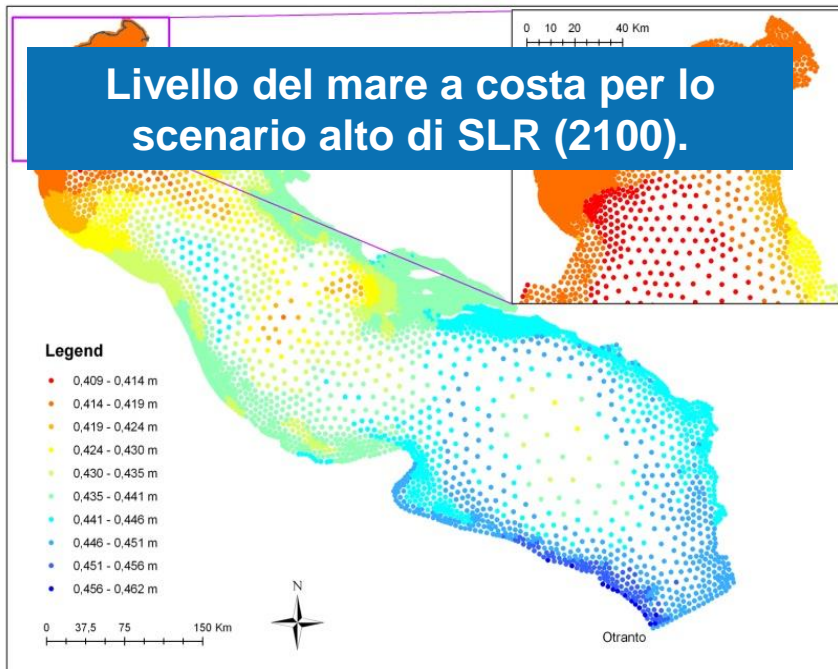 0 10 20 40 Km
Livello del mare a costa per lo
scenario alto di SLR (2100).
Legend
0,409 - 0,414 m
0,414 - 0,419 m
0,419 - 0,424 m
0,424 - 0,430 m
0,430 - 0,435 m
0,435 - 0,441 m
0,441 - 0,446 m
0,446 - 0,451 m
0,451 - 0,456 m
0,456 - 0,462 m
N
0 37,5 75 150 Km
Otranto